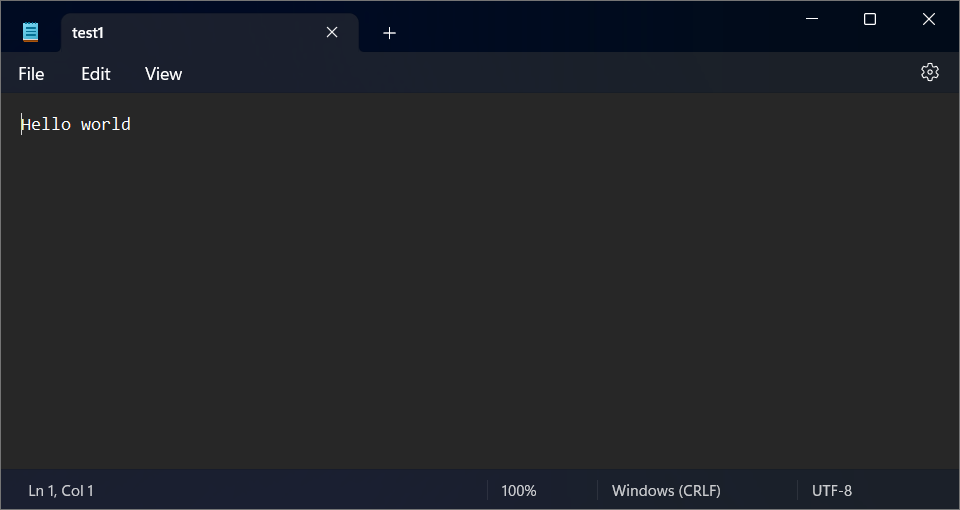 test1
File Edit View
Hello world
Ln 1, Col 1 100% Windows (CRLF) UTF-8